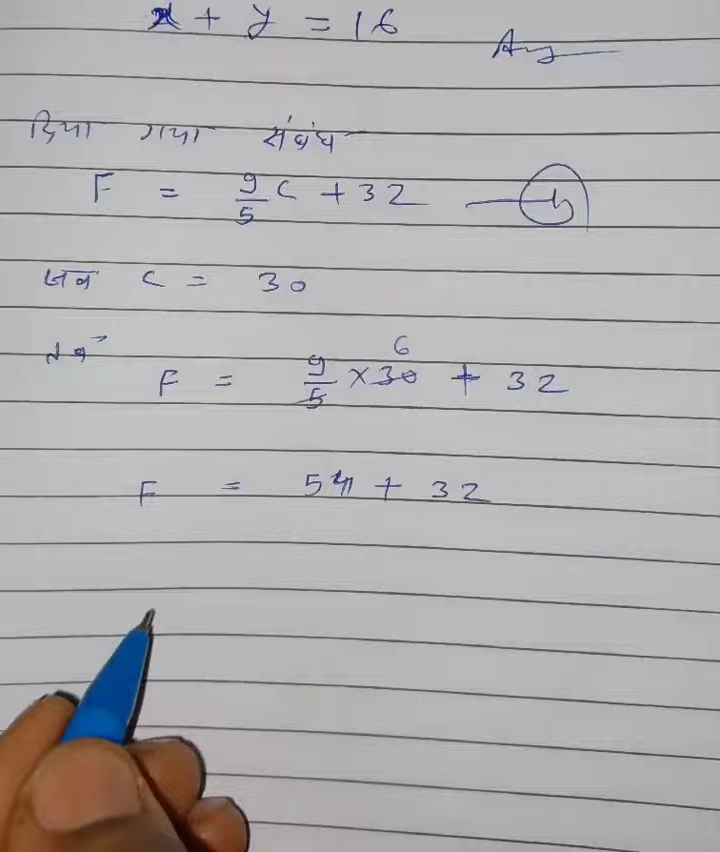 x + y = 16 Ans
दिया गया संबंध
F = 9/5 C + 32
जब C = 30
तब
6
F = 9/5 × 30 + 32
F = 54 + 32